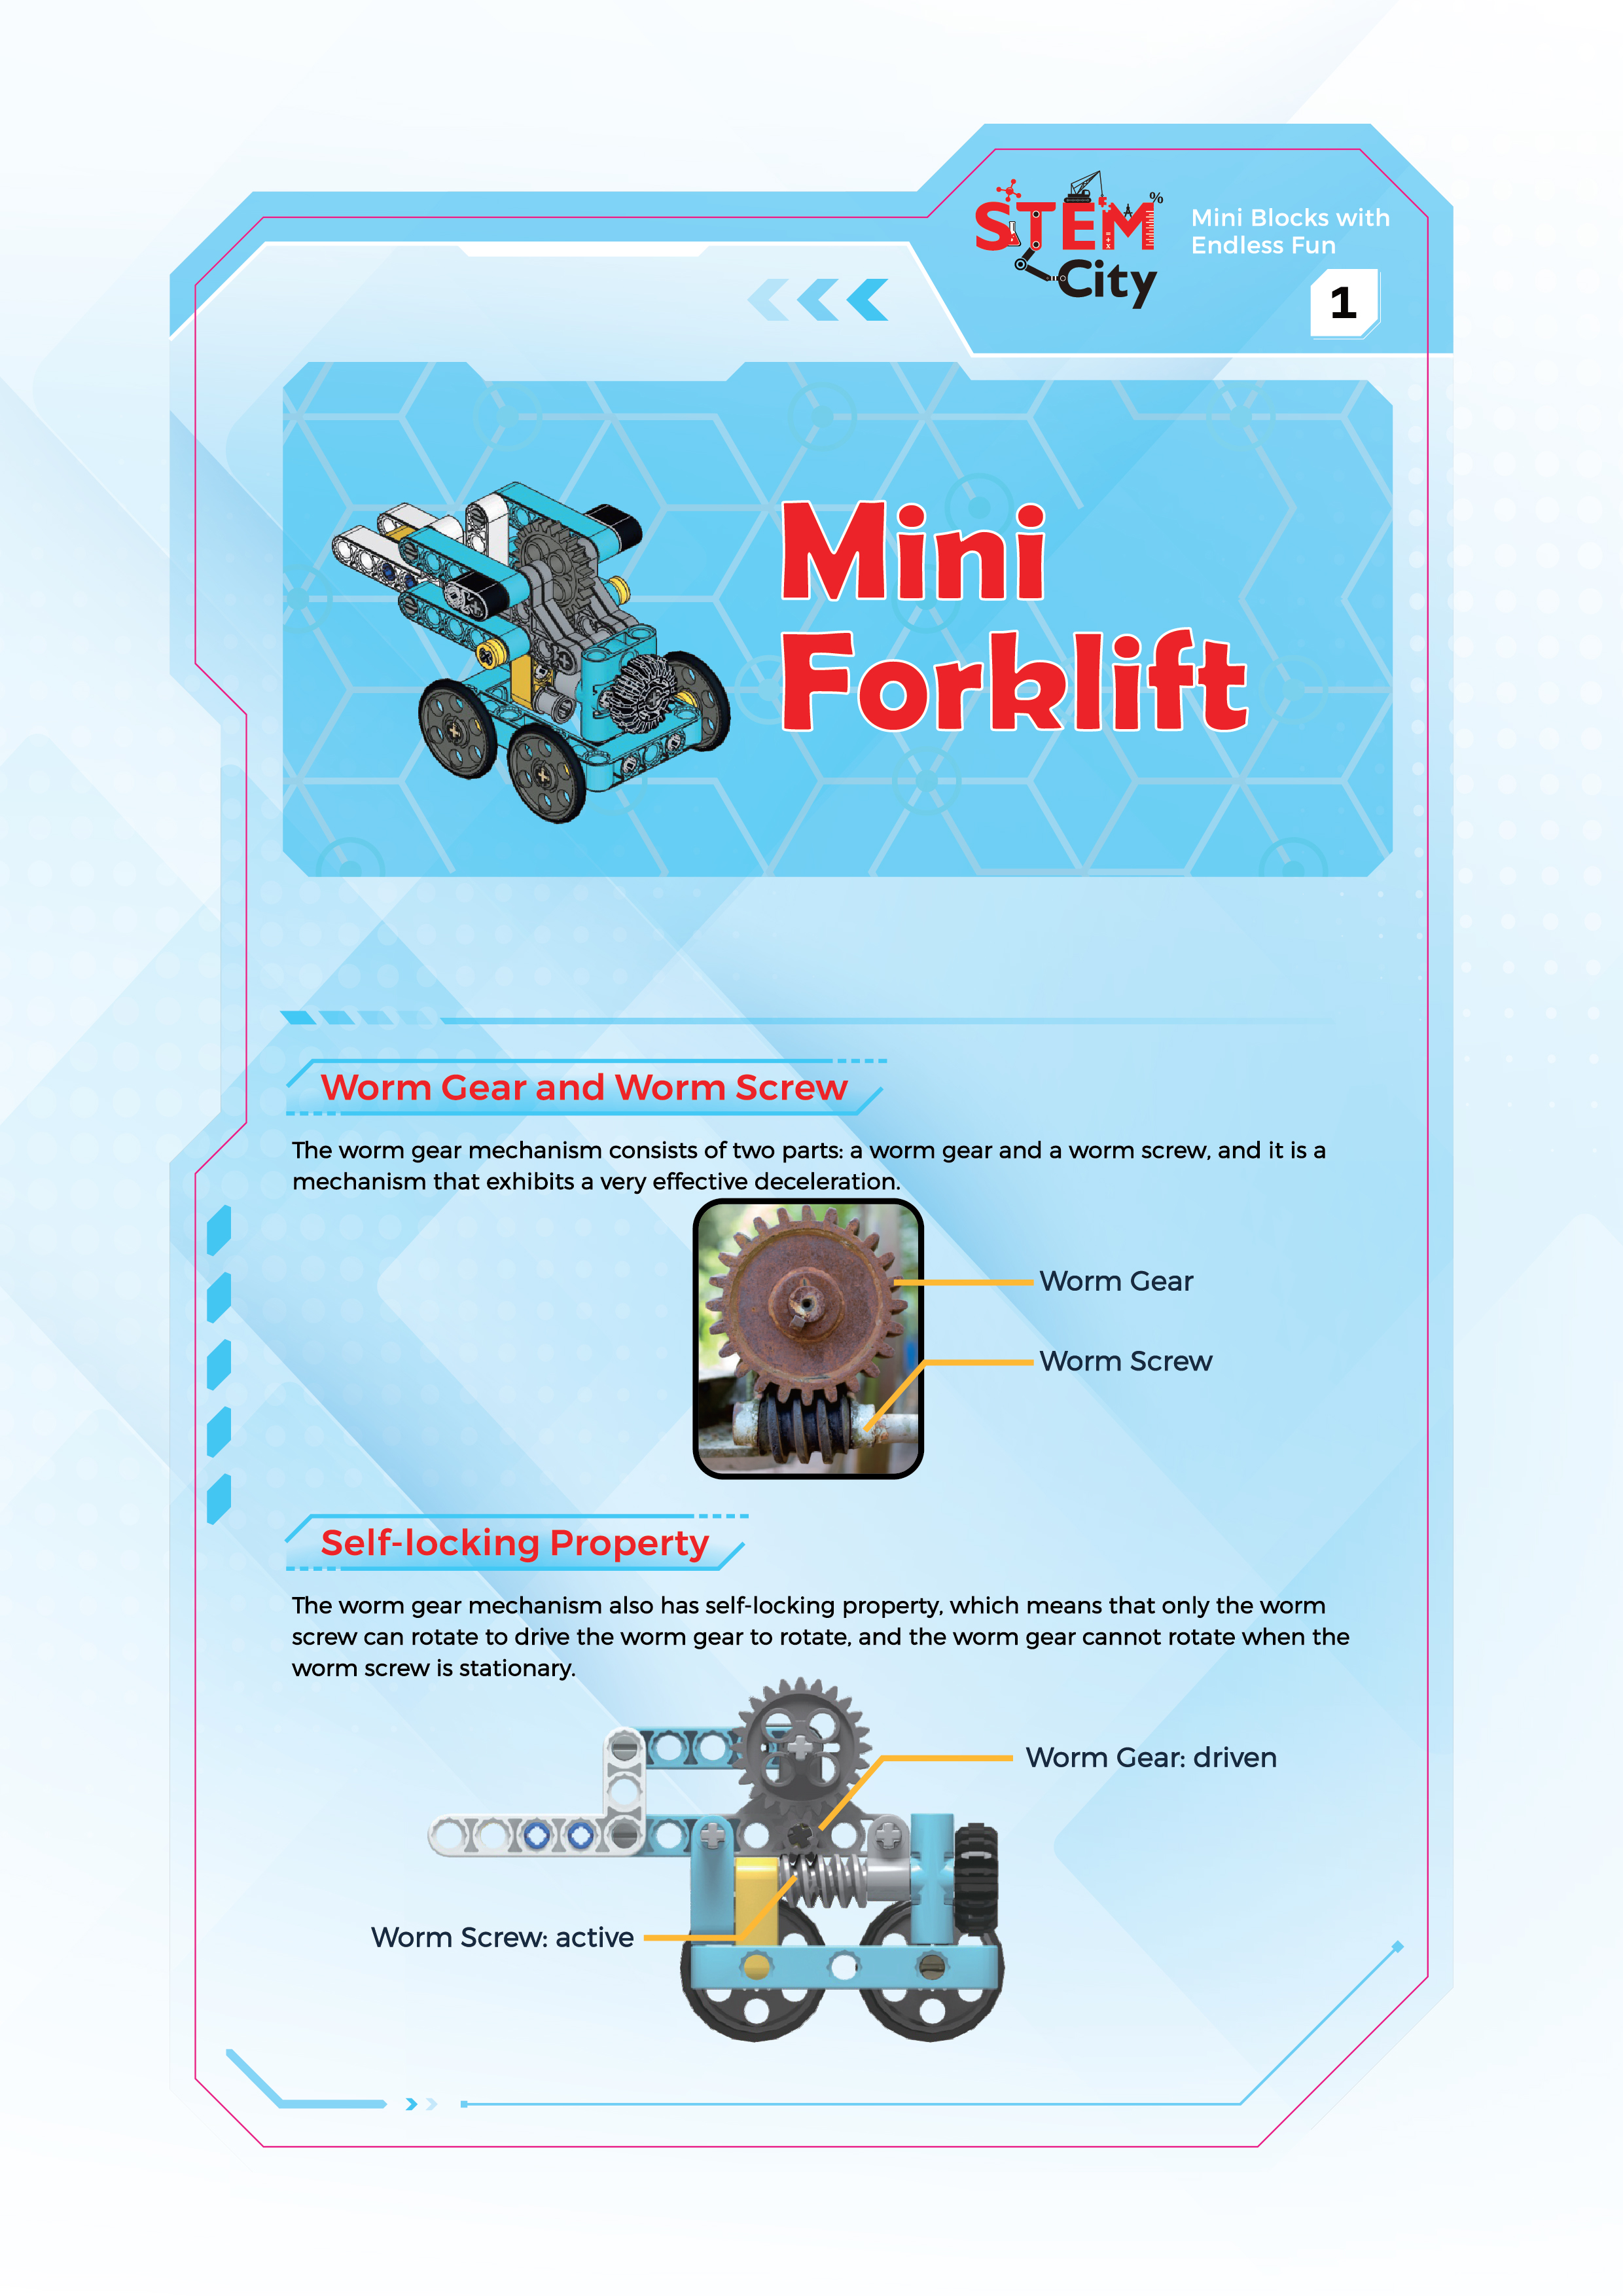 STEM
%
City
Mini Blocks with
Endless Fun
1
Mini
Forklift
Worm Gear and Worm Screw
The worm gear mechanism consists of two parts: a worm gear and a worm screw, and it is a
mechanism that exhibits a very effective deceleration.
Worm Gear
Worm Screw
Self-locking Property
The worm gear mechanism also has self-locking property, which means that only the worm
screw can rotate to drive the worm gear to rotate, and the worm gear cannot rotate when the
worm screw is stationary.
Worm Gear: driven
Worm Screw: active